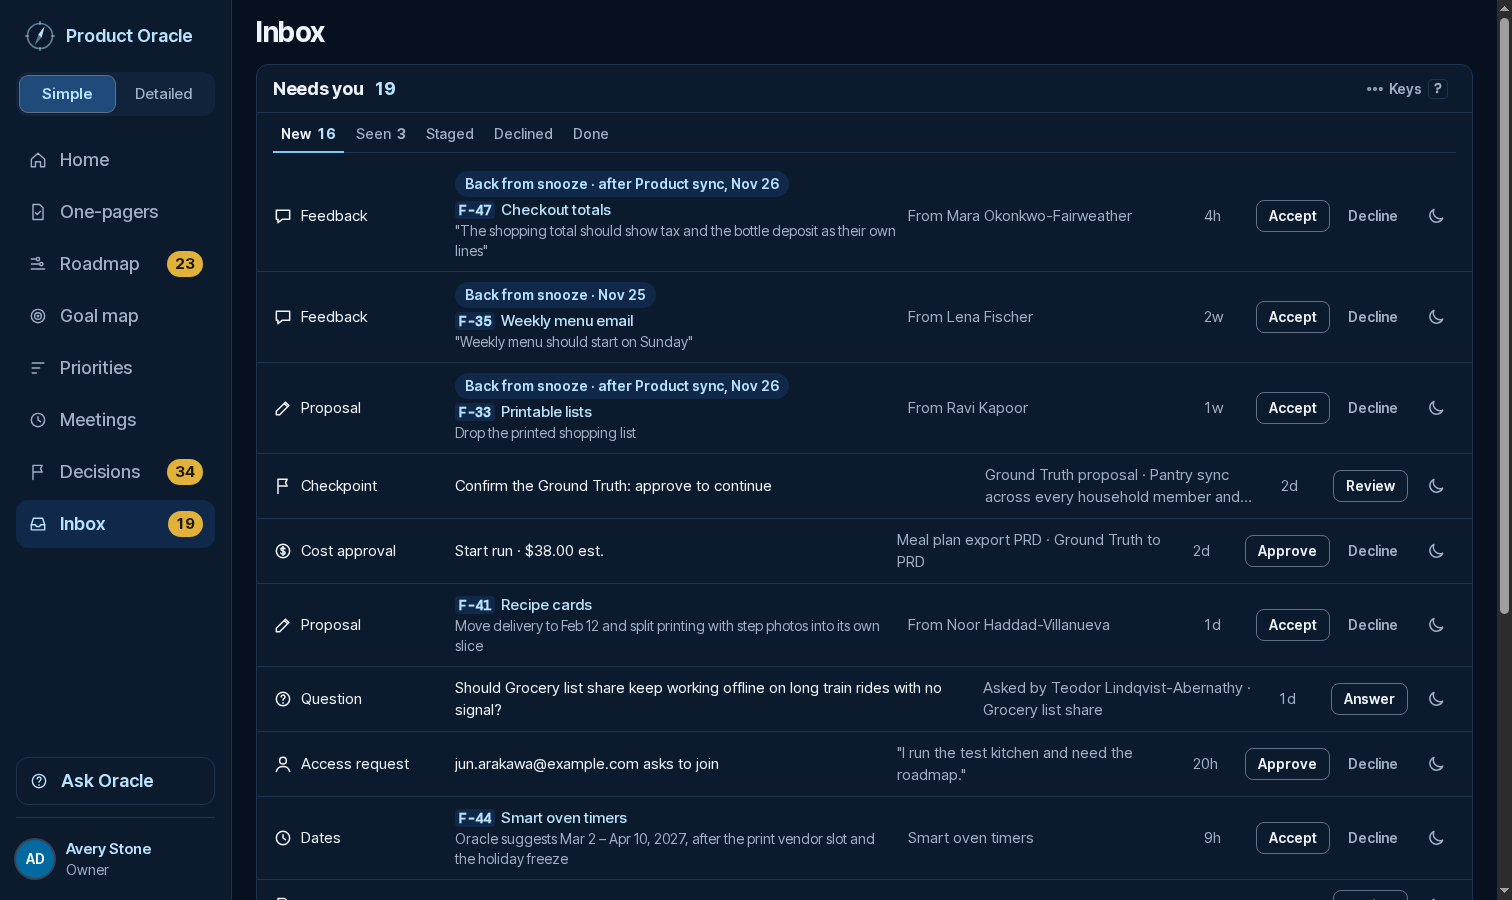 Product Oracle
Simple
Detailed
Home
One-pagers
Roadmap 23
Goal map
Priorities
Meetings
Decisions 34
Inbox 19
Ask Oracle
AD
Avery Stone
Owner
Inbox
Needs you 19
Keys ?
New 16 Seen 3 Staged Declined Done
Feedback
Back from snooze · after Product sync, Nov 26
F-47 Checkout totals
"The shopping total should show tax and the bottle deposit as their own
lines"
From Mara Okonkwo-Fairweather
4h
Accept
Decline
Feedback
Back from snooze · Nov 25
F-35 Weekly menu email
"Weekly menu should start on Sunday"
From Lena Fischer
2w
Accept
Decline
Proposal
Back from snooze · after Product sync, Nov 26
F-33 Printable lists
Drop the printed shopping list
From Ravi Kapoor
1w
Accept
Decline
Checkpoint
Confirm the Ground Truth: approve to continue
Ground Truth proposal · Pantry sync
across every household member and...
2d
Review
Cost approval
Start run · $38.00 est.
Meal plan export PRD · Ground Truth to
PRD
2d
Approve
Decline
Proposal
F-41 Recipe cards
Move delivery to Feb 12 and split printing with step photos into its own
slice
From Noor Haddad-Villanueva
1d
Accept
Decline
Question
Should Grocery list share keep working offline on long train rides with no
signal?
Asked by Teodor Lindqvist-Abernathy ·
Grocery list share
1d
Answer
Access request
jun.arakawa@example.com asks to join
"I run the test kitchen and need the
roadmap."
20h
Approve
Decline
Dates
F-44 Smart oven timers
Oracle suggests Mar 2 – Apr 10, 2027, after the print vendor slot and
the holiday freeze
Smart oven timers
9h
Accept
Decline